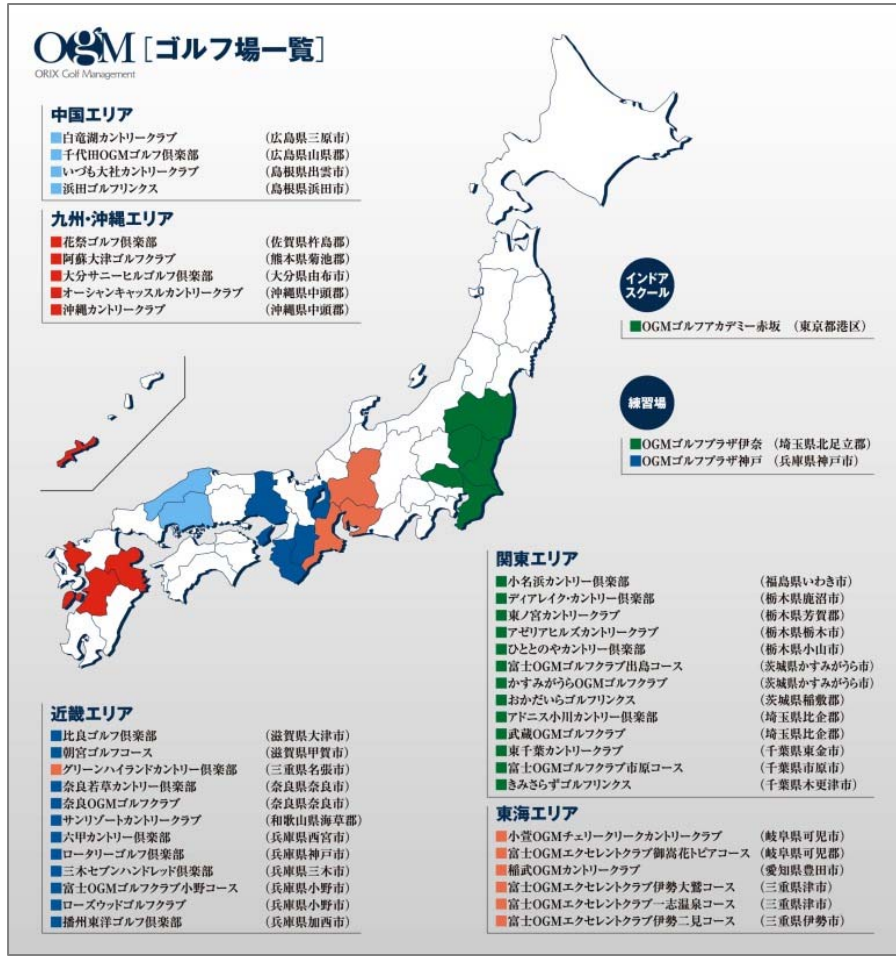 OGM [ゴルフ場一覧]
ORIX Golf Management
中国エリア
■白竜湖カントリークラブ （広島県三原市）
■千代田OGMゴルフ倶楽部 （広島県山県郡）
■いづも大社カントリークラブ （島根県出雲市）
■浜田ゴルフリンクス （島根県浜田市）
九州・沖縄エリア
■花祭ゴルフ倶楽部 （佐賀県杵島郡）
■阿蘇大津ゴルフクラブ （熊本県菊池郡）
■大分サニーヒルゴルフ倶楽部 （大分県由布市）
■オーシャンキャッスルカントリークラブ （沖縄県中頭郡）
■沖縄カントリークラブ （沖縄県中頭郡）
インドア
スクール
■OGMゴルフアカデミー赤坂 （東京都港区）
練習場
■OGMゴルフプラザ伊奈 （埼玉県北足立郡）
■OGMゴルフプラザ神戸 （兵庫県神戸市）
関東エリア
■小名浜カントリー倶楽部 （福島県いわき市）
■ディアレイク・カントリー倶楽部 （栃木県鹿沼市）
■東ノ宮カントリークラブ （栃木県芳賀郡）
■アゼリアヒルズカントリークラブ （栃木県栃木市）
■ひととのやカントリー倶楽部 （栃木県小山市）
■富士OGMゴルフクラブ出島コース （茨城県かすみがうら市）
■かすみがうらOGMゴルフクラブ （茨城県かすみがうら市）
■おかだいらゴルフリンクス （茨城県稲敷郡）
■アドニス小川カントリー倶楽部 （埼玉県比企郡）
■武蔵OGMゴルフクラブ （埼玉県比企郡）
■東千葉カントリークラブ （千葉県東金市）
■富士OGMゴルフクラブ市原コース （千葉県市原市）
■きみさらずゴルフリンクス （千葉県木更津市）
近畿エリア
■比良ゴルフ倶楽部 （滋賀県大津市）
■朝宮ゴルフコース （滋賀県甲賀市）
■グリーンハイランドカントリー倶楽部 （三重県名張市）
■奈良若草カントリー倶楽部 （奈良県奈良市）
■奈良OGMゴルフクラブ （奈良県奈良市）
■サンリゾートカントリークラブ （和歌山県海草郡）
■六甲カントリー倶楽部 （兵庫県西宮市）
■ロータリーゴルフ倶楽部 （兵庫県神戸市）
■三木セブンハンドレッド倶楽部 （兵庫県三木市）
■富士OGMゴルフクラブ小野コース （兵庫県小野市）
■ローズウッドゴルフクラブ （兵庫県小野市）
■播州東洋ゴルフ倶楽部 （兵庫県加西市）
東海エリア
■小萱OGMチェリークリークカントリークラブ （岐阜県可児市）
■富士OGMエクセレントクラブ御嵩花トピアコース （岐阜県可児郡）
■稲武OGMカントリークラブ （愛知県豊田市）
■富士OGMエクセレントクラブ伊勢大鷲コース （三重県津市）
■富士OGMエクセレントクラブ一志温泉コース （三重県津市）
■富士OGMエクセレントクラブ伊勢二見コース （三重県伊勢市）